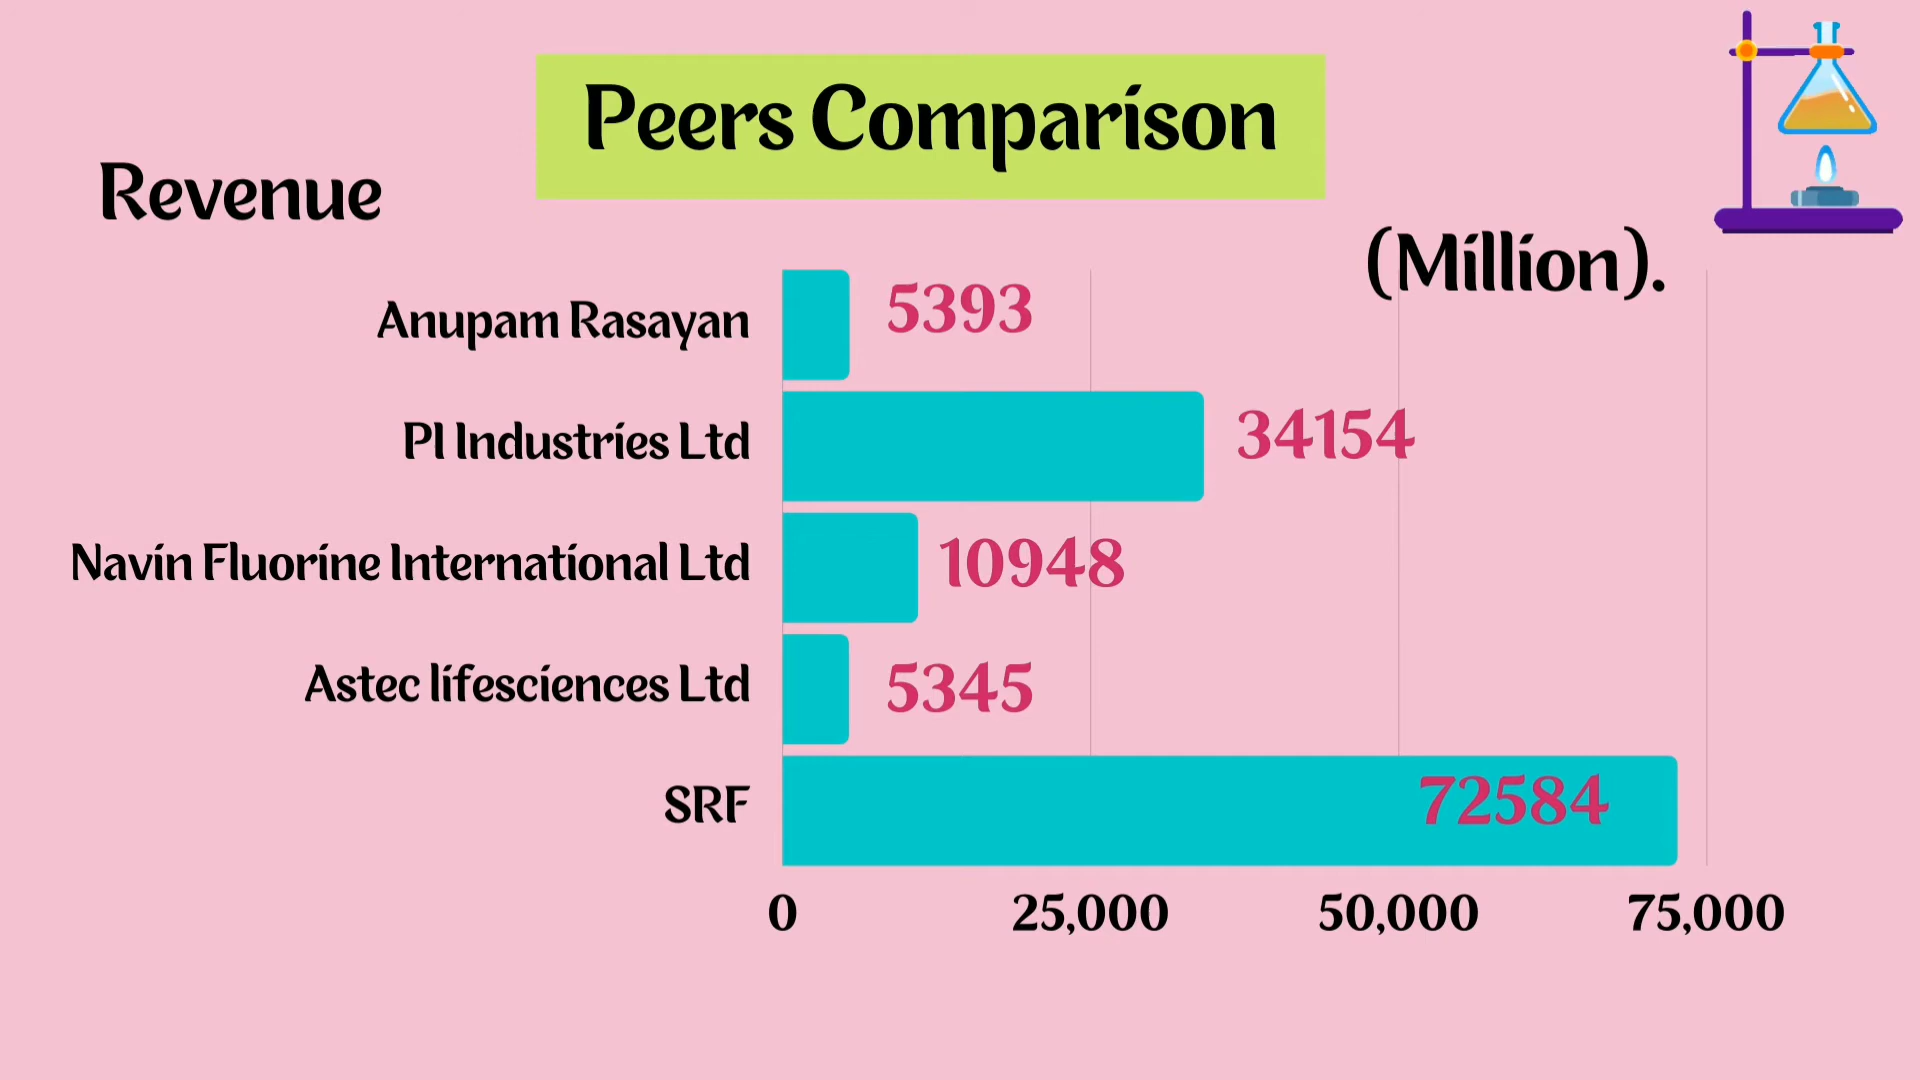 Peers Comparison
Revenue
(Million).
Anupam Rasayan 5393
PI Industries Ltd 34154
Navin Fluorine International Ltd 10948
Astec lifesciences Ltd 5345
SRF 72584
0 25,000 50,000 75,000